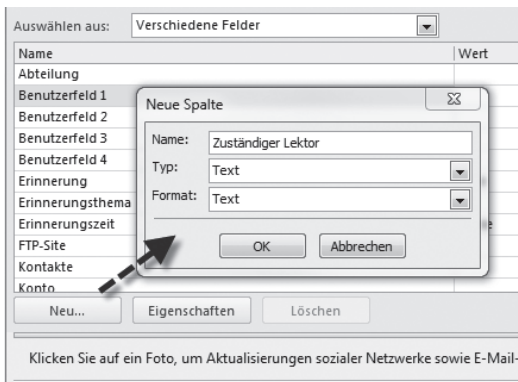 Auswählen aus: Verschiedene Felder
Name Wert
Abteilung
Benutzerfeld 1
Benutzerfeld 2
Benutzerfeld 3
Benutzerfeld 4
Erinnerung
Erinnerungsthema
Erinnerungszeit
FTP-Site
Kontakte
Konto
Neue Spalte
Name: Zuständiger Lektor
Typ: Text
Format: Text
OK Abbrechen
Neu... Eigenschaften Löschen
Klicken Sie auf ein Foto, um Aktualisierungen sozialer Netzwerke sowie E-Mail-